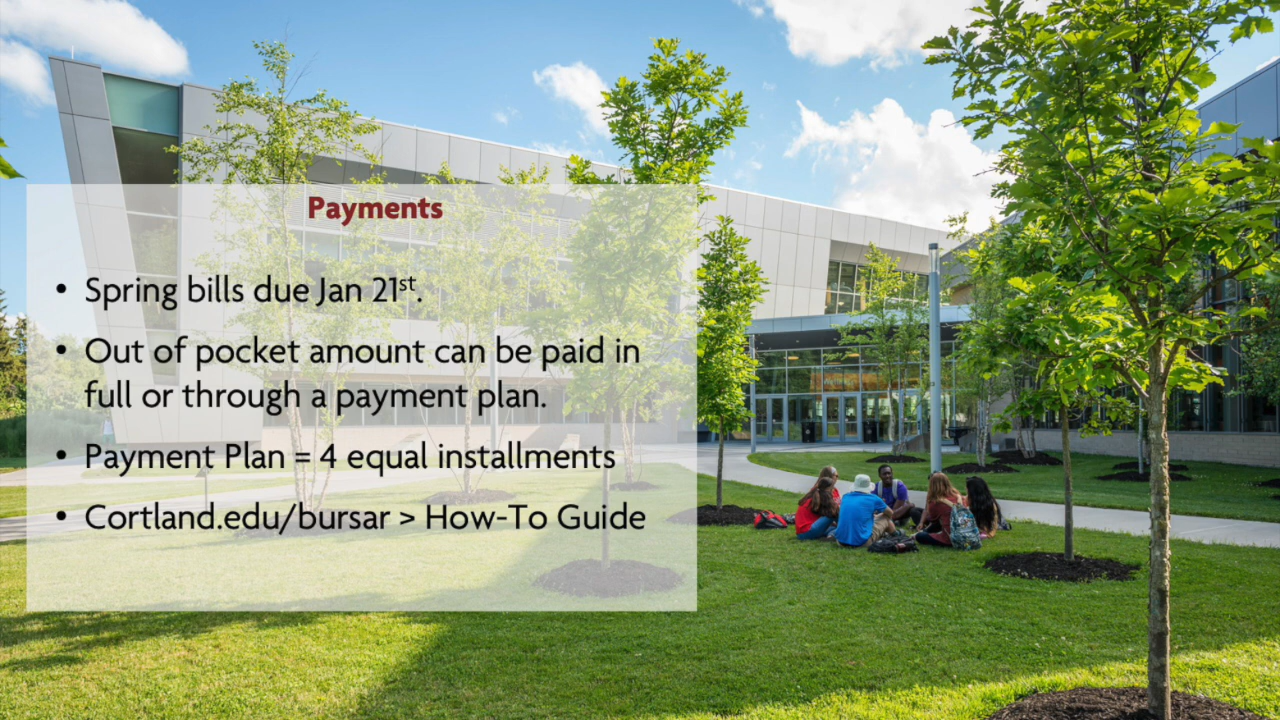 Payments
• Spring bills due Jan 21st.
• Out of pocket amount can be paid in
full or through a payment plan.
• Payment Plan = 4 equal installments
• Cortland.edu/bursar > How-To Guide